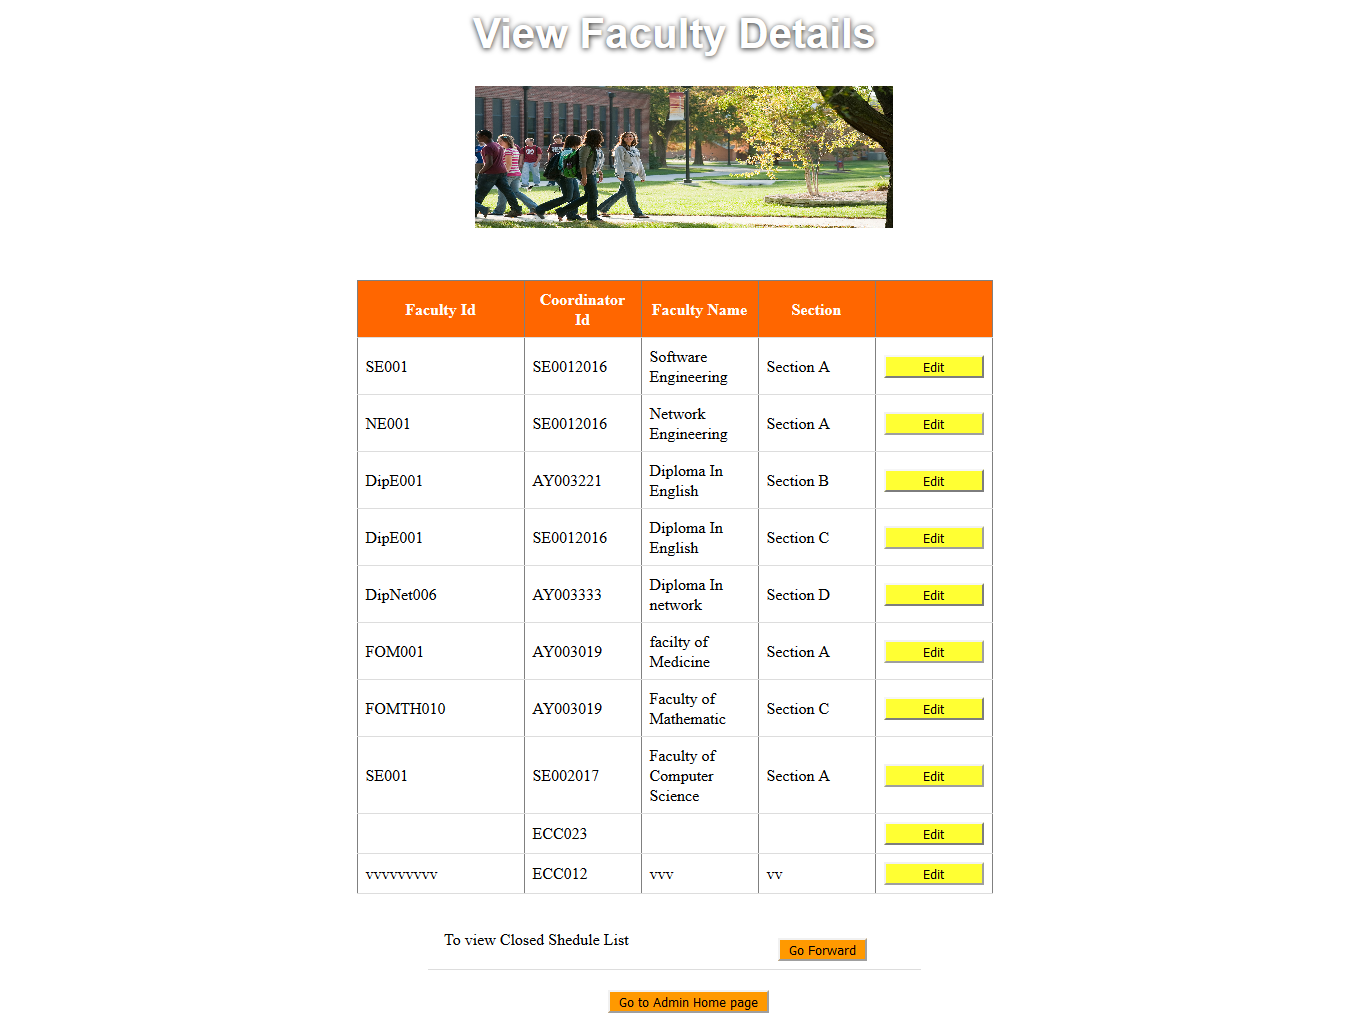 View Faculty Details
Faculty Id Coordinator Id Faculty Name Section
SE001 SE0012016 Software Engineering Section A Edit
NE001 SE0012016 Network Engineering Section A Edit
DipE001 AY003221 Diploma In English Section B Edit
DipE001 SE0012016 Diploma In English Section C Edit
DipNet006 AY003333 Diploma In network Section D Edit
FOM001 AY003019 facilty of Medicine Section A Edit
FOMTH010 AY003019 Faculty of Mathematic Section C Edit
SE001 SE002017 Faculty of Computer Science Section A Edit
ECC023 Edit
vvvvvvvvv ECC012 vvv vv Edit
To view Closed Shedule List Go Forward
Go to Admin Home page